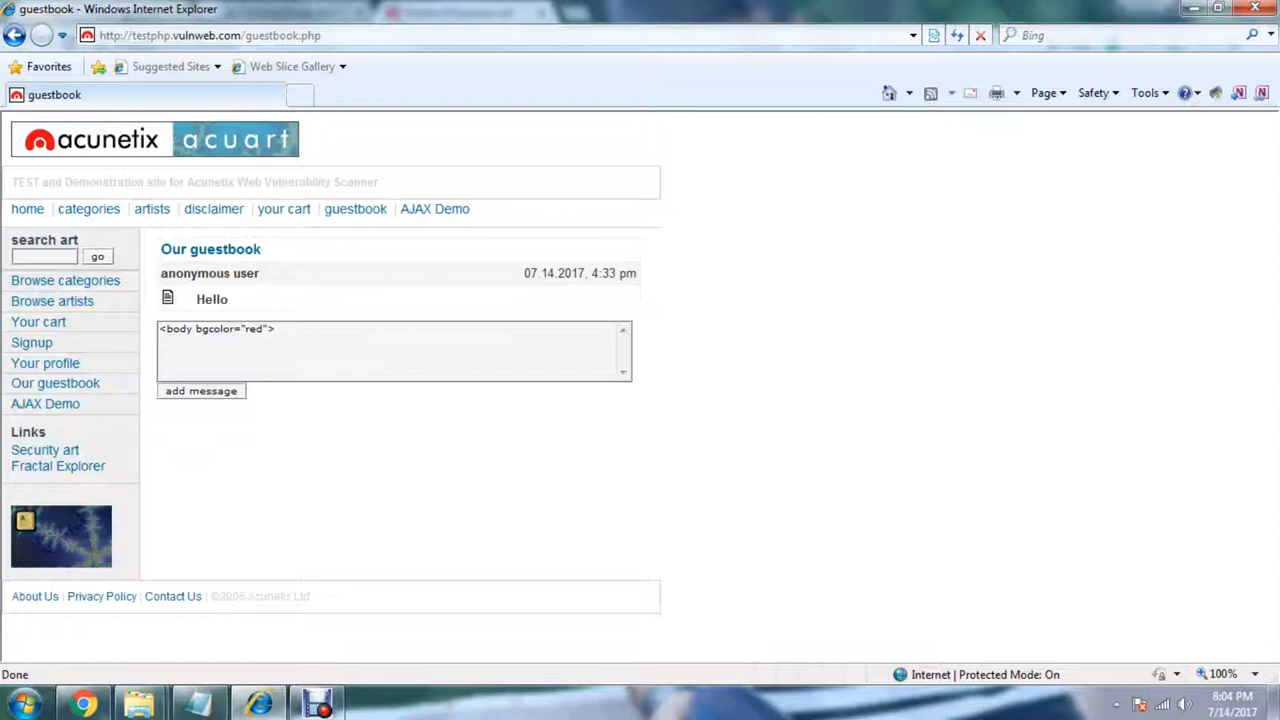 guestbook - Windows Internet Explorer
http://testphp.vulnweb.com/guestbook.php
Bing
Favorites
Suggested Sites
Web Slice Gallery
guestbook
Page
Safety
Tools
acunetix acuart
TEST and Demonstration site for Acunetix Web Vulnerability Scanner
home | categories | artists | disclaimer | your cart | guestbook | AJAX Demo
search art
go
Browse categories
Browse artists
Your cart
Signup
Your profile
Our guestbook
AJAX Demo
Links
Security art
Fractal Explorer
Our guestbook
anonymous user
07.14.2017, 4:33 pm
Hello
<body bgcolor="red">
add message
About Us | Privacy Policy | Contact Us | ©2006 Acunetix Ltd
Done
Internet | Protected Mode: On
100%
8:04 PM
7/14/2017